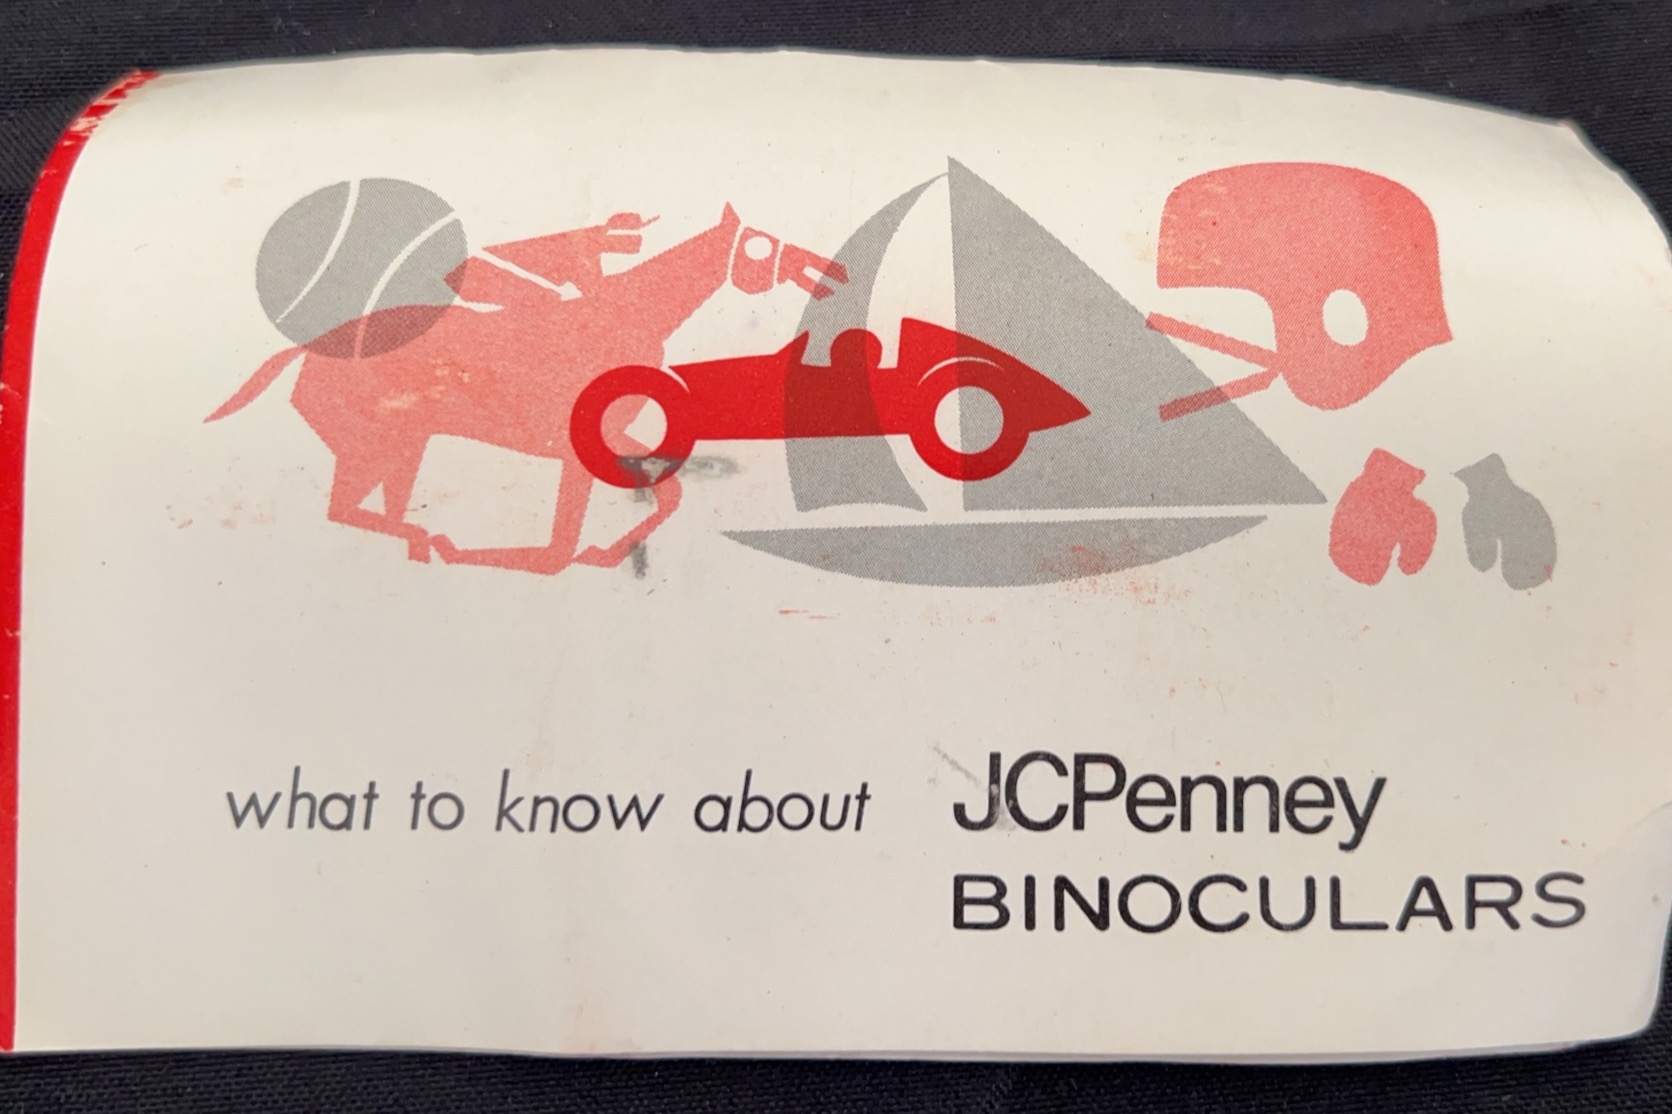 what to know about JCPenney
BINOCULARS